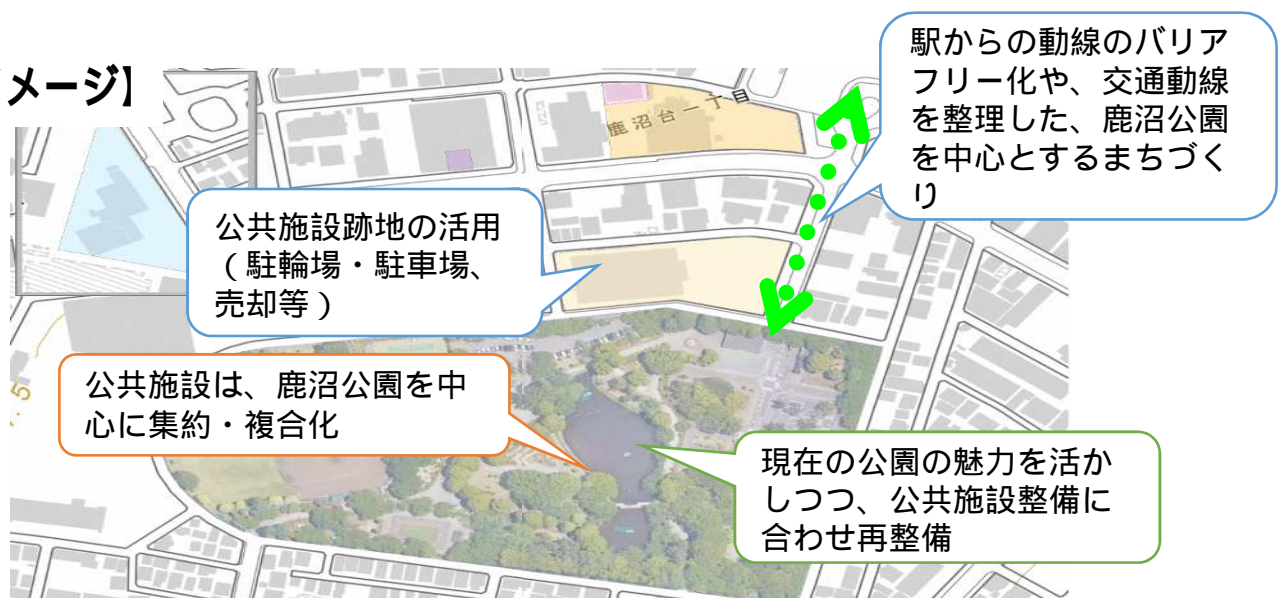 メージ】
駅からの動線のバリア
フリー化や、交通動線
を整理した、鹿沼公園
を中心とするまちづく
り
鹿沼台一丁目
公共施設跡地の活用
（駐輪場・駐車場、
売却等）
公共施設は、鹿沼公園を中
心に集約・複合化
現在の公園の魅力を活か
しつつ、公共施設整備に
合わせ再整備